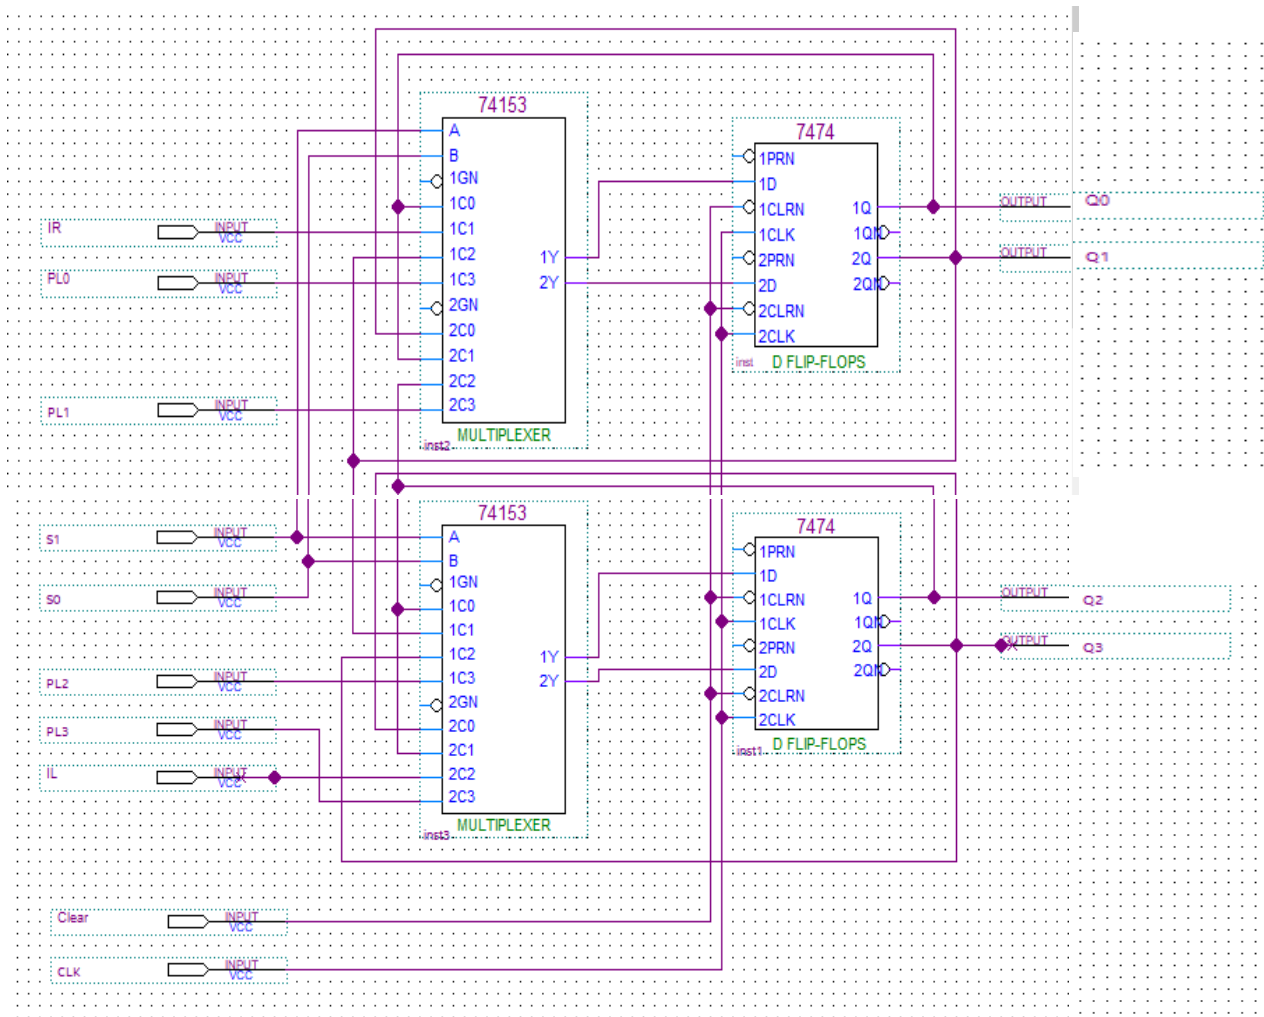 74153
A
B
1GN
1C0
1C1
1C2
1C3
2GN
2C0
2C1
2C2
2C3
1Y
2Y
inst2
MULTIPLEXER
7474
1PRN
1D
1CLRN
1CLK
2PRN
2D
2CLRN
2CLK
1Q
1QN
2Q
2QN
inst
D FLIP-FLOPS
OUTPUT
Q0
OUTPUT
Q1
IR
INPUT
VCC
PL0
INPUT
VCC
PL1
INPUT
VCC
S1
INPUT
VCC
S0
INPUT
VCC
PL2
INPUT
VCC
PL3
INPUT
VCC
IL
INPUT
VCC
74153
A
B
1GN
1C0
1C1
1C2
1C3
2GN
2C0
2C1
2C2
2C3
1Y
2Y
inst3
MULTIPLEXER
7474
1PRN
1D
1CLRN
1CLK
2PRN
2D
2CLRN
2CLK
1Q
1QN
2Q
2QN
inst1
D FLIP-FLOPS
OUTPUT
Q2
OUTPUT
Q3
Clear
INPUT
VCC
CLK
INPUT
VCC